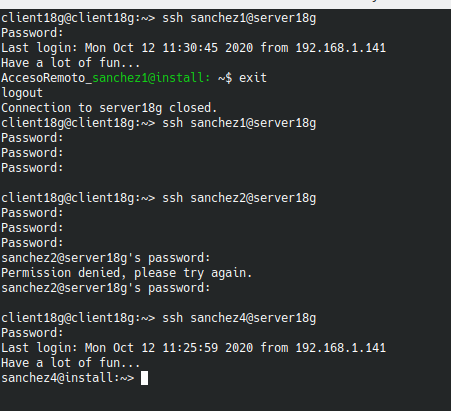 client18g@client18g:~> ssh sanchez1@server18g
Password:
Last login: Mon Oct 12 11:30:45 2020 from 192.168.1.141
Have a lot of fun...
AccesoRemoto_sanchez1@install: ~$ exit
logout
Connection to server18g closed.
client18g@client18g:~> ssh sanchez1@server18g
Password:
Password:
Password:
client18g@client18g:~> ssh sanchez2@server18g
Password:
Password:
Password:
sanchez2@server18g's password:
Permission denied, please try again.
sanchez2@server18g's password:
client18g@client18g:~> ssh sanchez4@server18g
Password:
Last login: Mon Oct 12 11:25:59 2020 from 192.168.1.141
Have a lot of fun...
sanchez4@install:~>